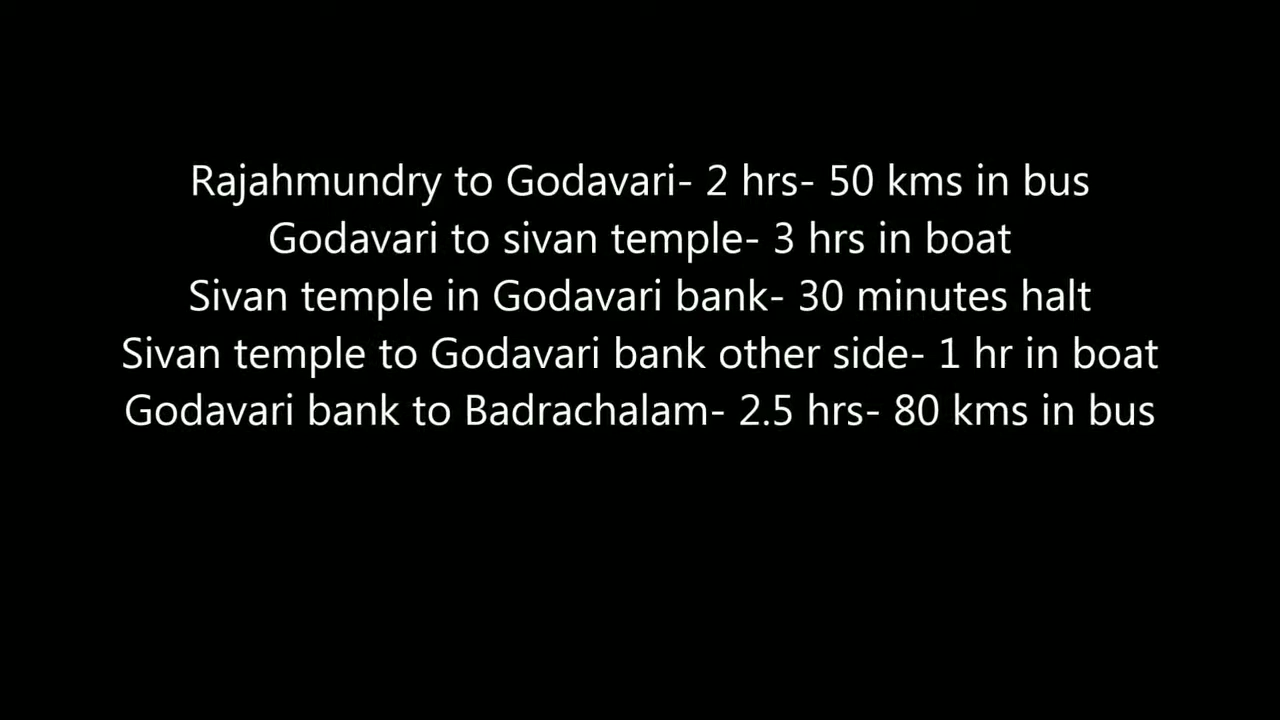 Rajahmundry to Godavari- 2 hrs- 50 kms in bus
Godavari to sivan temple- 3 hrs in boat
Sivan temple in Godavari bank- 30 minutes halt
Sivan temple to Godavari bank other side- 1 hr in boat
Godavari bank to Badrachalam- 2.5 hrs- 80 kms in bus